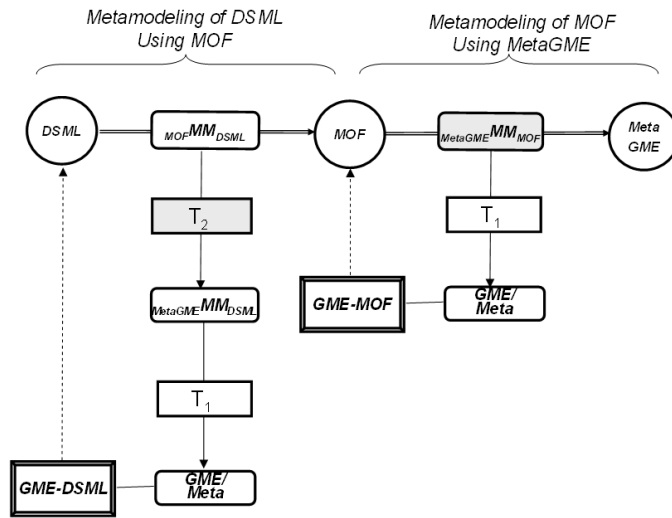 Metamodeling of DSML
Using MOF
Metamodeling of MOF
Using MetaGME
DSML
MOFMMDSML
MOF
MetaGMEMMMOF
Meta
GME
T2
T1
MetaGMEMMDSML
GME-MOF
GME/
Meta
T1
GME-DSML
GME/
Meta